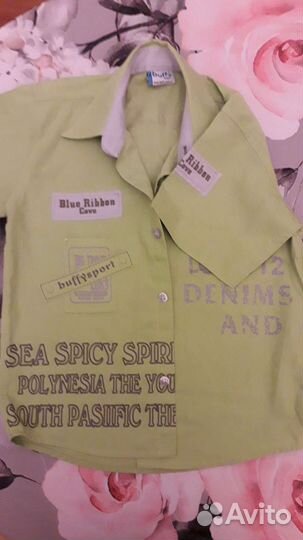 Buffy
Blue Ribbon
Cove
Blue Ribbon
Cove
buffysport
12
DENIMS
AND
SEA SPICY SPIRI
POLYNESIA THE YOU
SOUTH PASIIFIC THE
Avito